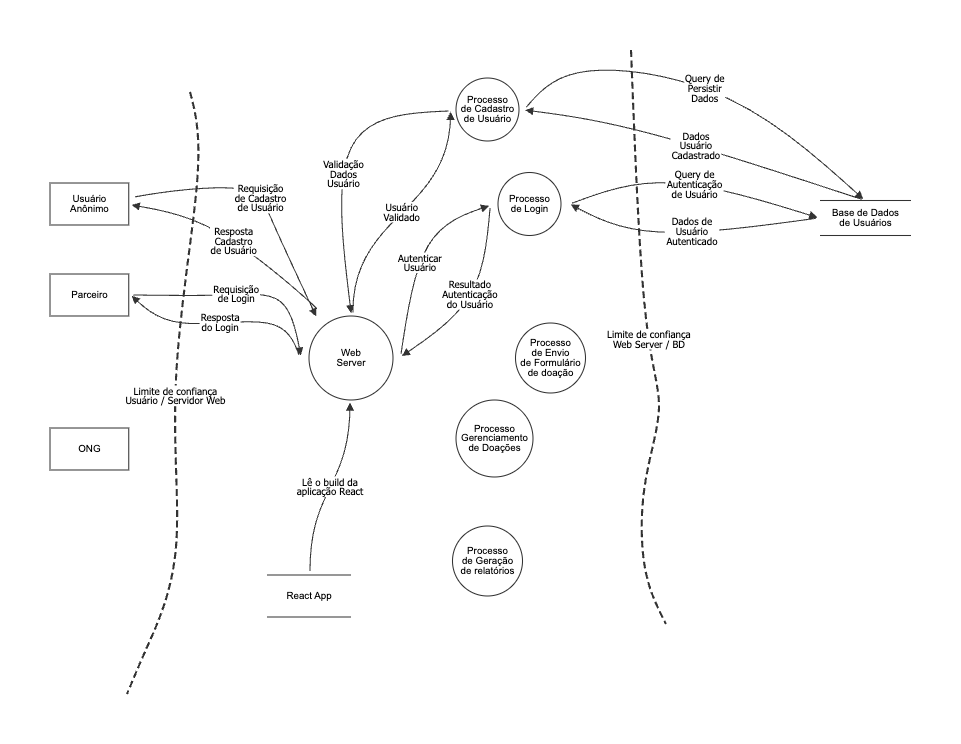 Query de
Persistir
Dados
Processo
de Cadastro
de Usuário
Dados
Usuário
Cadastrado
Validação
Dados
Usuário
Query de
Autenticação
de Usuário
Usuário
Anônimo
Requisição
de Cadastro
de Usuário
Usuário
Validado
Processo
de Login
Base de Dados
de Usuários
Dados de
Usuário
Autenticado
Resposta
Cadastro
de Usuário
Autenticar
Usuário
Resultado
Autenticação
do Usuário
Parceiro
Requisição
de Login
Resposta
do Login
Web
Server
Processo
de Envio
de Formulário
de doação
Limite de confiança
Web Server / BD
Limite de confiança
Usuário / Servidor Web
ONG
Processo
Gerenciamento
de Doações
Lê o build da
aplicação React
Processo
de Geração
de relatórios
React App